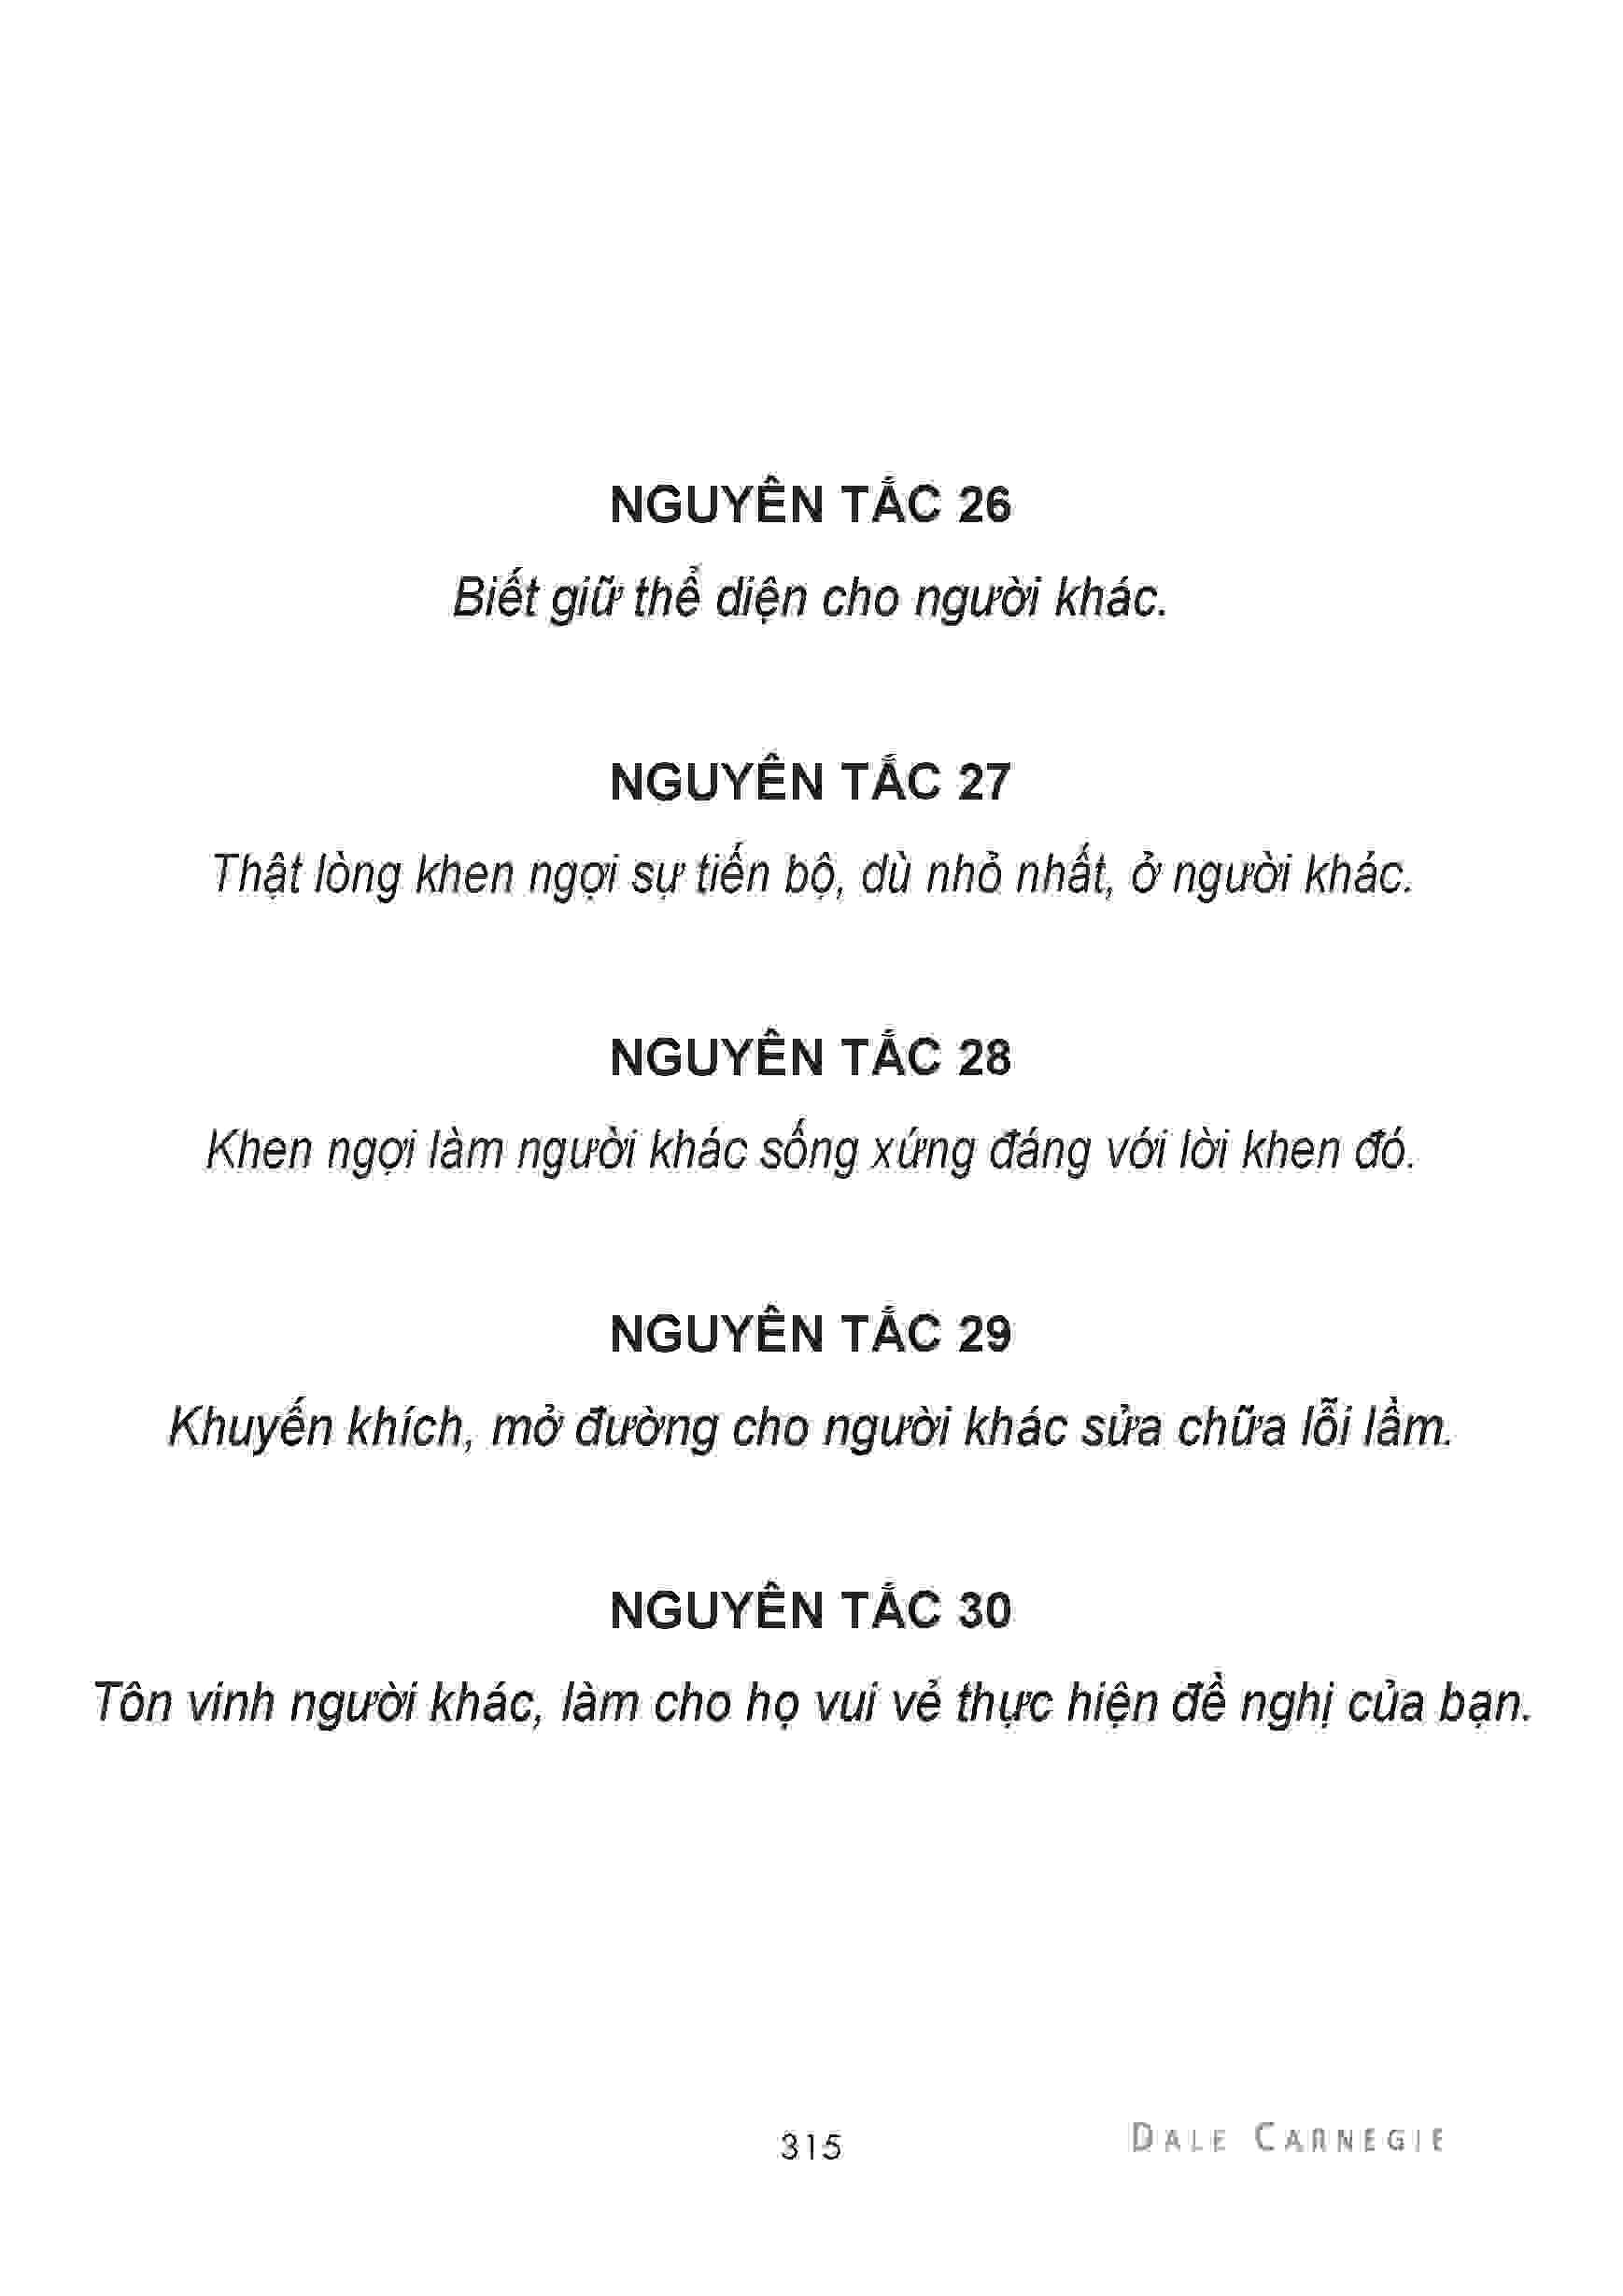 NGUYÊN TẮC 26
Biết giữ thể diện cho người khác.
NGUYÊN TẮC 27
Thật lòng khen ngợi sự tiến bộ, dù nhỏ nhất, ở người khác.
NGUYÊN TẮC 28
Khen ngợi làm người khác sống xứng đáng với lời khen đó.
NGUYÊN TẮC 29
Khuyến khích, mở đường cho người khác sửa chữa lỗi lầm.
NGUYÊN TẮC 30
Tôn vinh người khác, làm cho họ vui vẻ thực hiện đề nghị của bạn.
315
DALE CARNEGIE